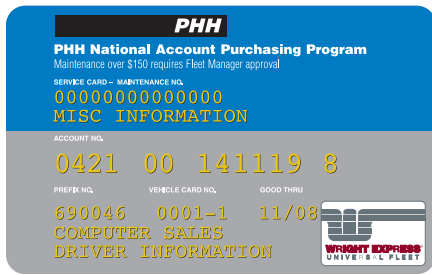 PHH
PHH National Account Purchasing Program
Maintenance over $150 requires Fleet Manager approval
SERVICE CARD – MAINTENANCE NO.
00000000000000
MISC INFORMATION
ACCOUNT NO.
0421 00 141119 8
PREFIX NO. VEHICLE CARD NO. GOOD THRU
690046 0001-1 11/08
COMPUTER SALES
DRIVER INFORMATION
WRIGHT EXPRESS
UNIVERSAL FLEET